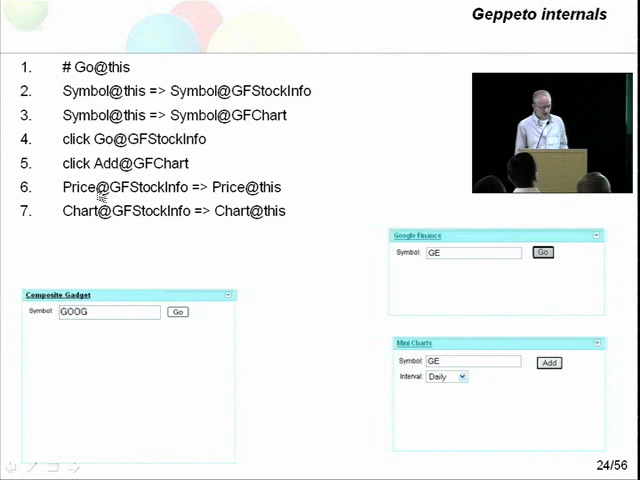 Geppeto internals
1. # Go@this
2. Symbol@this => Symbol@GFStockInfo
3. Symbol@this => Symbol@GFChart
4. click Go@GFStockInfo
5. click Add@GFChart
6. Price@GFStockInfo => Price@this
7. Chart@GFStockInfo => Chart@this
Google Finance
Symbol: GE Go
Composite Gadget
Symbol: GOOG Go
Mini Charts
Symbol: GE Add
Interval: Daily
24/56